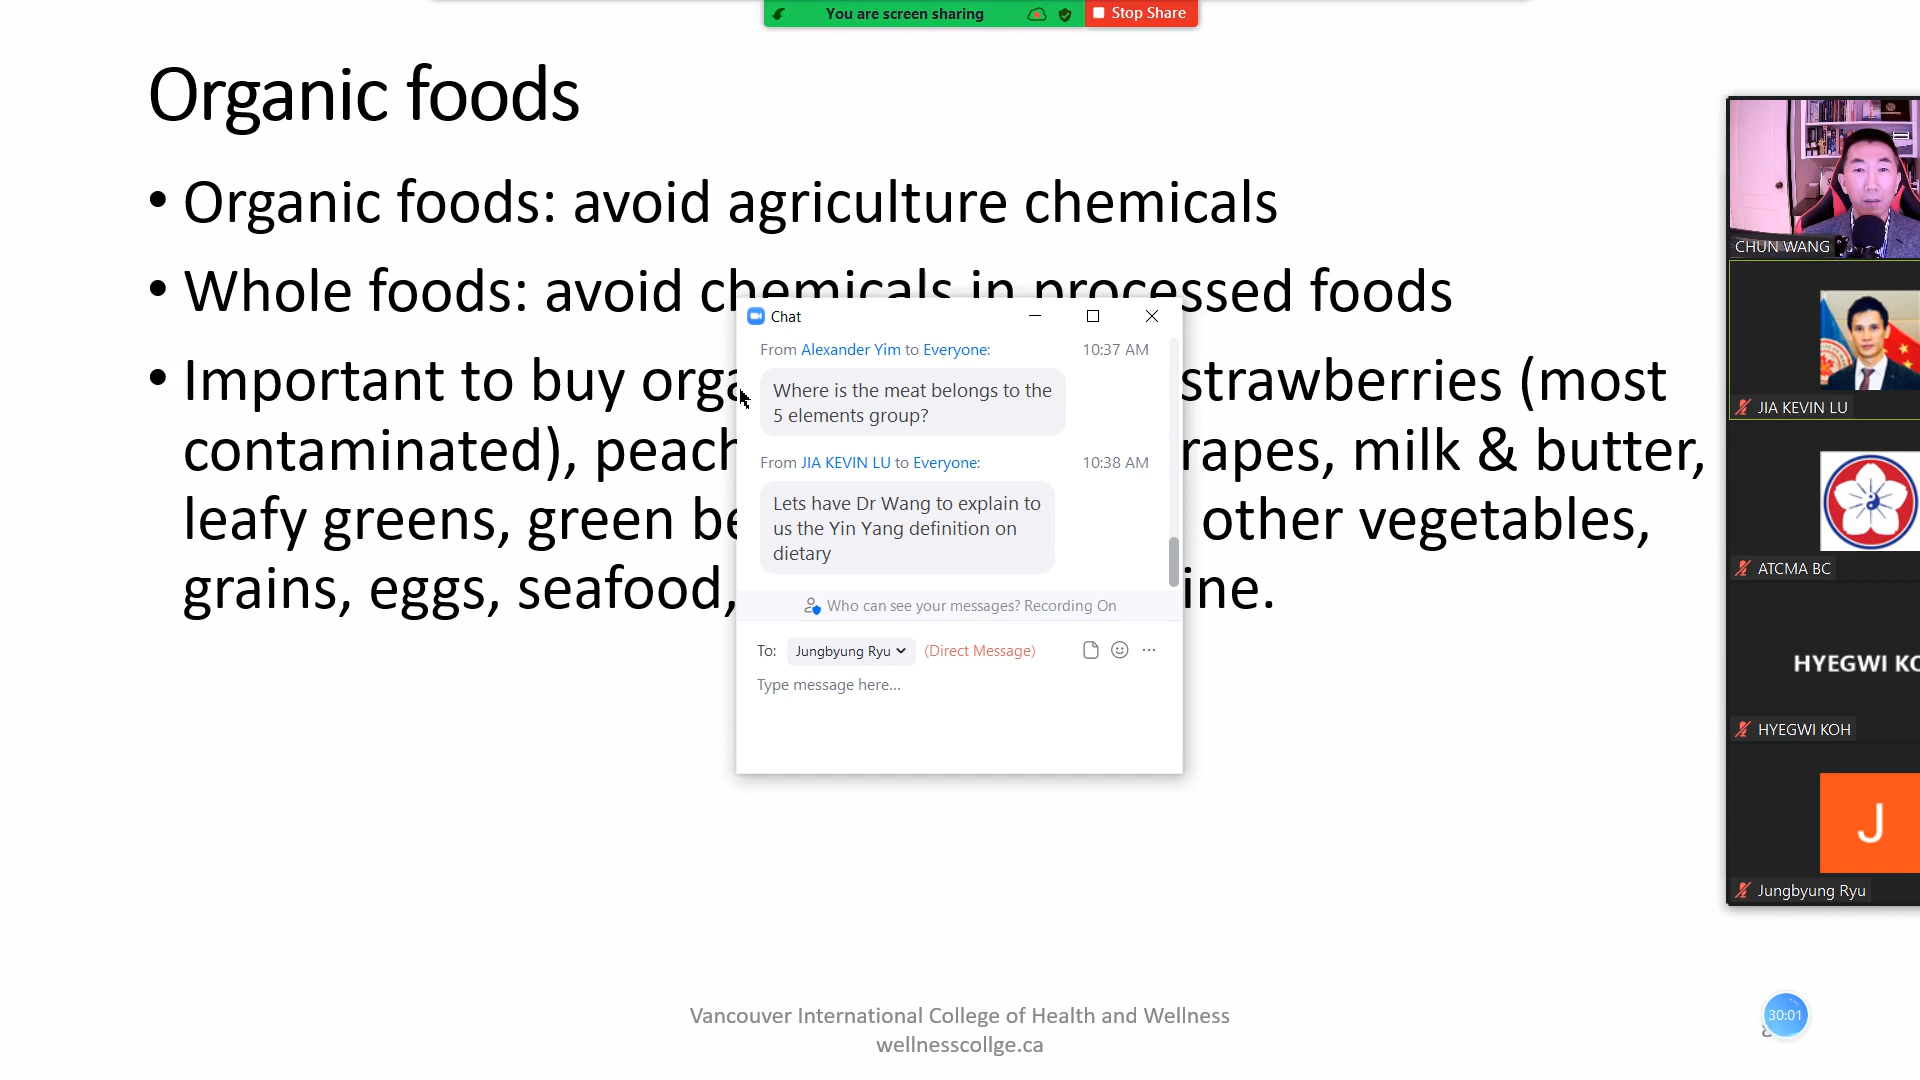 You are screen sharing
Stop Share
Organic foods
• Organic foods: avoid agriculture chemicals
• Whole foods: avoid chemicals in processed foods
• Important to buy strawberries (most
contaminated), milk & butter,
leafy greens, green other vegetables,
grains, eggs, seafood,
Chat
From Alexander Yim to Everyone: 10:37 AM
Where is the meat belongs to the
5 elements group?
From JIA KEVIN LU to Everyone: 10:38 AM
Lets have Dr Wang to explain to
us the Yin Yang definition on
dietary
Who can see your messages? Recording On
To: Jungbyung Ryu (Direct Message)
Type message here...
CHUN WANG
JIA KEVIN LU
ATCMA BC
HYEGWI
HYEGWI KOH
J
Jungbyung Ryu
Vancouver International College of Health and Wellness
wellnesscollge.ca
30:01